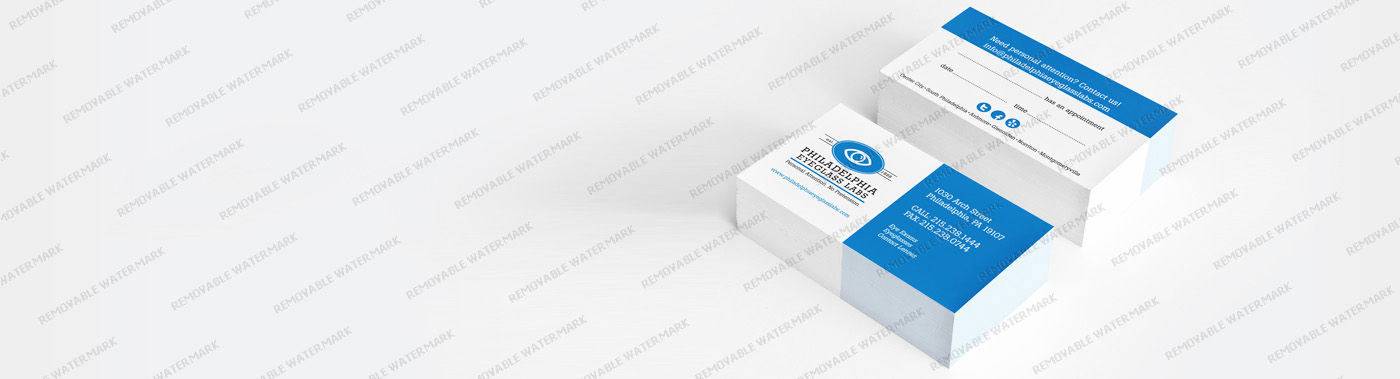 Need personal attention? Contact us!
info@philadelphiaeyeglasslabs.com
has an appointment
date
time
Center City • South Philadelphia • Ardmore • Glenolden • Norriton • Montgomeryville
PHILADELPHIA
EYEGLASS LABS
Personal Attention. No Pretention.
www.philadelphiaeyeglasslabs.com
1030 Arch Street
Philadelphia, PA 19107
CALL 215.238.1444
FAX 215.238.0744
Eye Exams
Eyeglasses
Contact Lenses
REMOVABLE WATERMARK